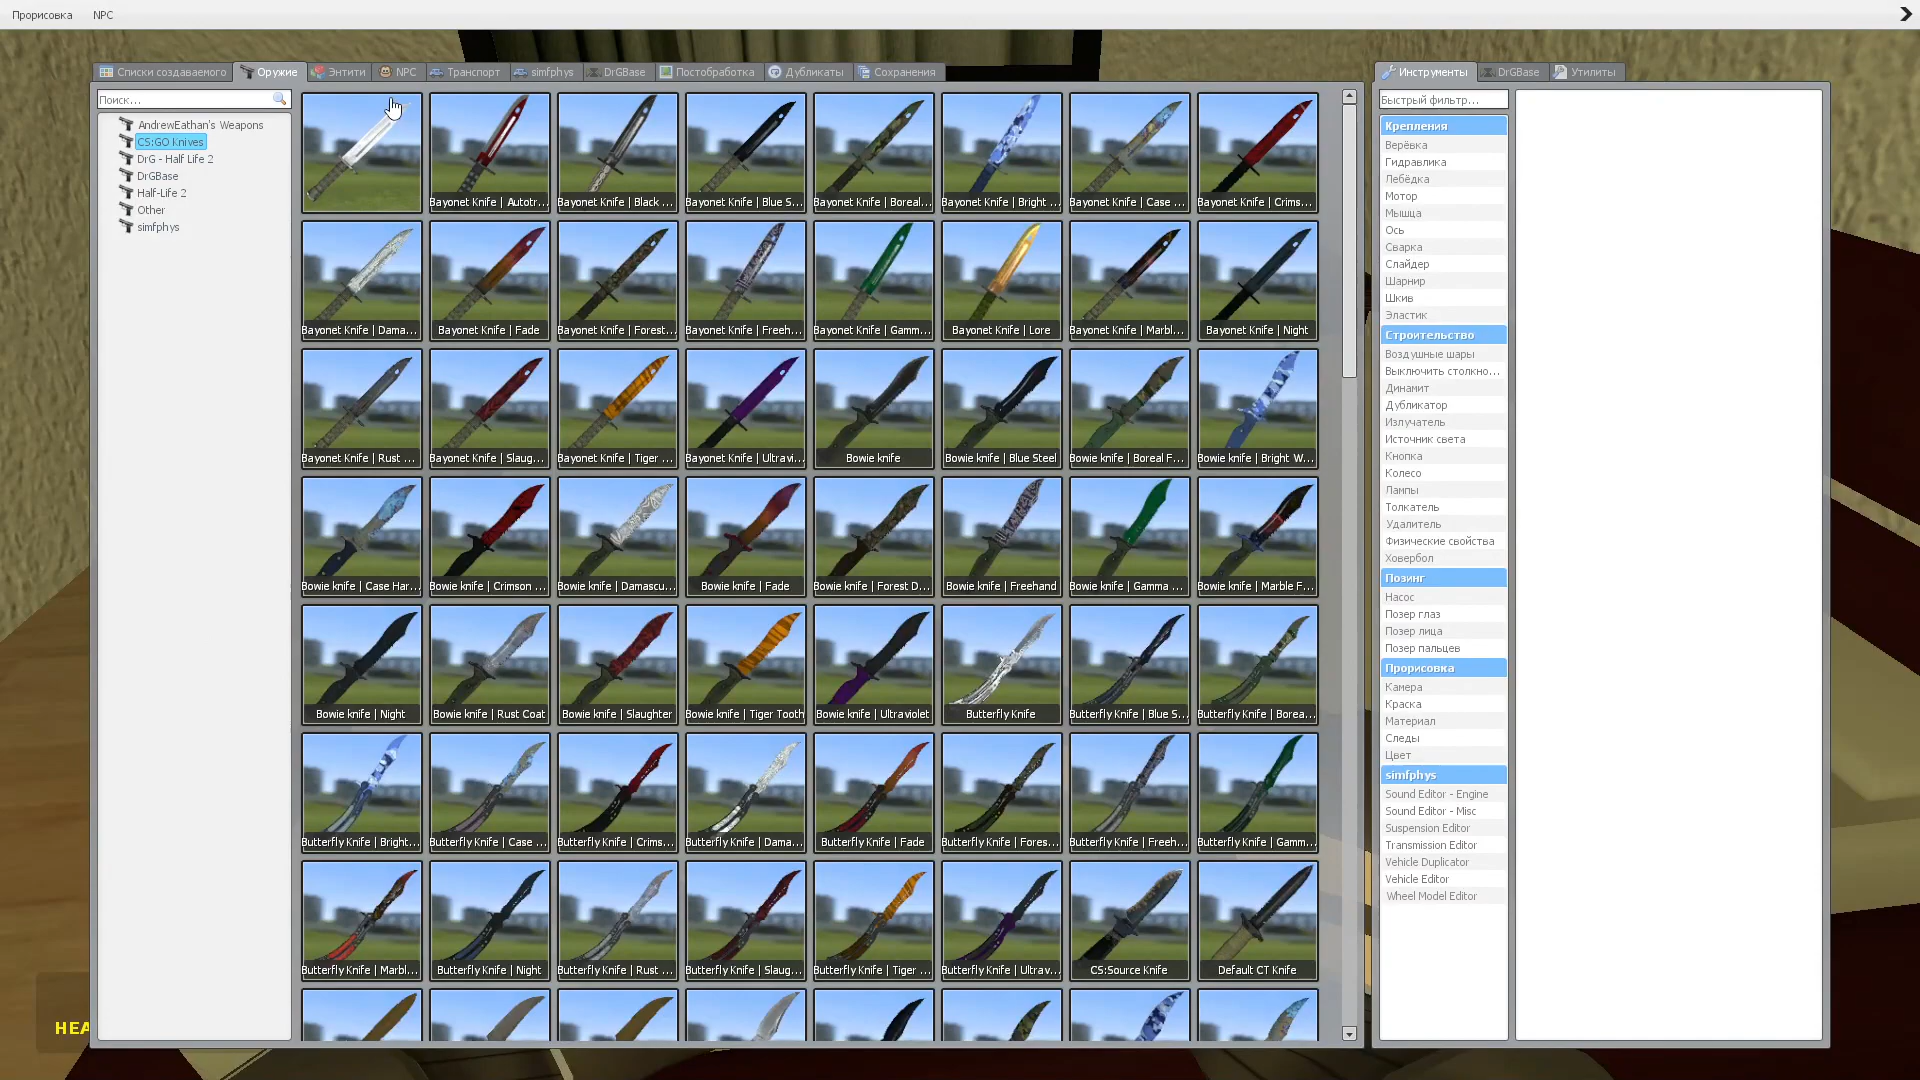 Прорисовка NPC
Списки создаваемого Оружие Энтити NPC Транспорт simfphys DrGBase Постобработка Дубликаты Сохранения
Поиск...
AndrewEathan's Weapons
CS:GO Knives
DrG - Half Life 2
DrGBase
Half-Life 2
Other
simfphys
Bayonet Knife | Autotr... Bayonet Knife | Black ... Bayonet Knife | Blue S... Bayonet Knife | Boreal... Bayonet Knife | Bright ... Bayonet Knife | Case ... Bayonet Knife | Crims...
Bayonet Knife | Dama... Bayonet Knife | Fade Bayonet Knife | Forest... Bayonet Knife | Freeh... Bayonet Knife | Gamm... Bayonet Knife | Lore Bayonet Knife | Marbl... Bayonet Knife | Night
Bayonet Knife | Rust ... Bayonet Knife | Slaug... Bayonet Knife | Tiger ... Bayonet Knife | Ultravi... Bowie knife Bowie knife | Blue Steel Bowie knife | Boreal F... Bowie knife | Bright W...
Bowie knife | Case Har... Bowie knife | Crimson ... Bowie knife | Damascu... Bowie knife | Fade Bowie knife | Forest D... Bowie knife | Freehand Bowie knife | Gamma ... Bowie knife | Marble F...
Bowie knife | Night Bowie knife | Rust Coat Bowie knife | Slaughter Bowie knife | Tiger Tooth Bowie knife | Ultraviolet Butterfly Knife Butterfly Knife | Blue S... Butterfly Knife | Borea...
Butterfly Knife | Bright... Butterfly Knife | Case ... Butterfly Knife | Crims... Butterfly Knife | Dama... Butterfly Knife | Fade Butterfly Knife | Fores... Butterfly Knife | Freeh... Butterfly Knife | Gamm...
Butterfly Knife | Marbl... Butterfly Knife | Night Butterfly Knife | Rust ... Butterfly Knife | Slaug... Butterfly Knife | Tiger ... Butterfly Knife | Ultrav... CS:Source Knife Default CT Knife
HEA
Инструменты DrGBase Утилиты
Быстрый фильтр...
Крепления
Верёвка
Гидравлика
Лебёдка
Мотор
Мышца
Ось
Сварка
Слайдер
Шарнир
Шкив
Эластик
Строительство
Воздушные шары
Выключить столкно...
Динамит
Дубликатор
Излучатель
Источник света
Кнопка
Колесо
Лампы
Толкатель
Удалитель
Физические свойства
Ховербол
Позинг
Насос
Позер глаз
Позер лица
Позер пальцев
Прорисовка
Камера
Краска
Материал
Следы
Цвет
simfphys
Sound Editor - Engine
Sound Editor - Misc
Suspension Editor
Transmission Editor
Vehicle Duplicator
Vehicle Editor
Wheel Model Editor